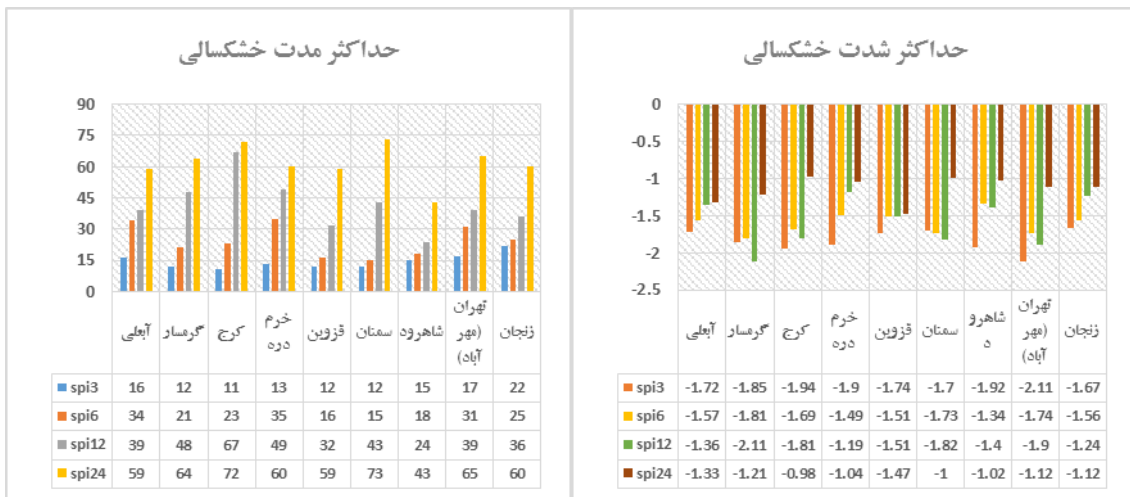 حداکثر مدت خشکسالی
90
75
60
45
30
15
0
آبعلی گرمسار کرج خرم دره قزوین سمنان شاهرود تهران (مهر آباد) زنجان
spi3 16 12 11 13 12 12 15 17 22
spi6 34 21 23 35 16 15 18 31 25
spi12 39 48 67 49 32 43 24 39 36
spi24 59 64 72 60 59 73 43 65 60
حداکثر شدت خشکسالی
0
-0.5
-1
-1.5
-2
-2.5
آبعلی گرمسار کرج خرم دره قزوین سمنان شاهرو د تهران (مهر آباد) زنجان
spi3 -1.72 -1.85 -1.94 -1.9 -1.74 -1.7 -1.92 -2.11 -1.67
spi6 -1.57 -1.81 -1.69 -1.49 -1.51 -1.73 -1.34 -1.74 -1.56
spi12 -1.36 -2.11 -1.81 -1.19 -1.51 -1.82 -1.4 -1.9 -1.24
spi24 -1.33 -1.21 -0.98 -1.04 -1.47 -1 -1.02 -1.12 -1.12